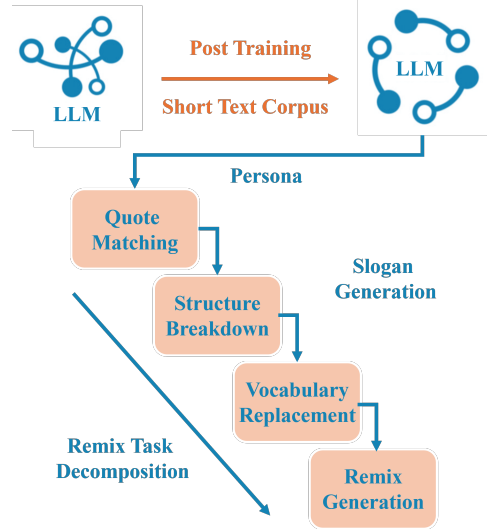 Post Training
LLM
LLM
Short Text Corpus
Persona
Quote
Matching
Slogan
Generation
Structure
Breakdown
Vocabulary
Replacement
Remix Task
Decomposition
Remix
Generation